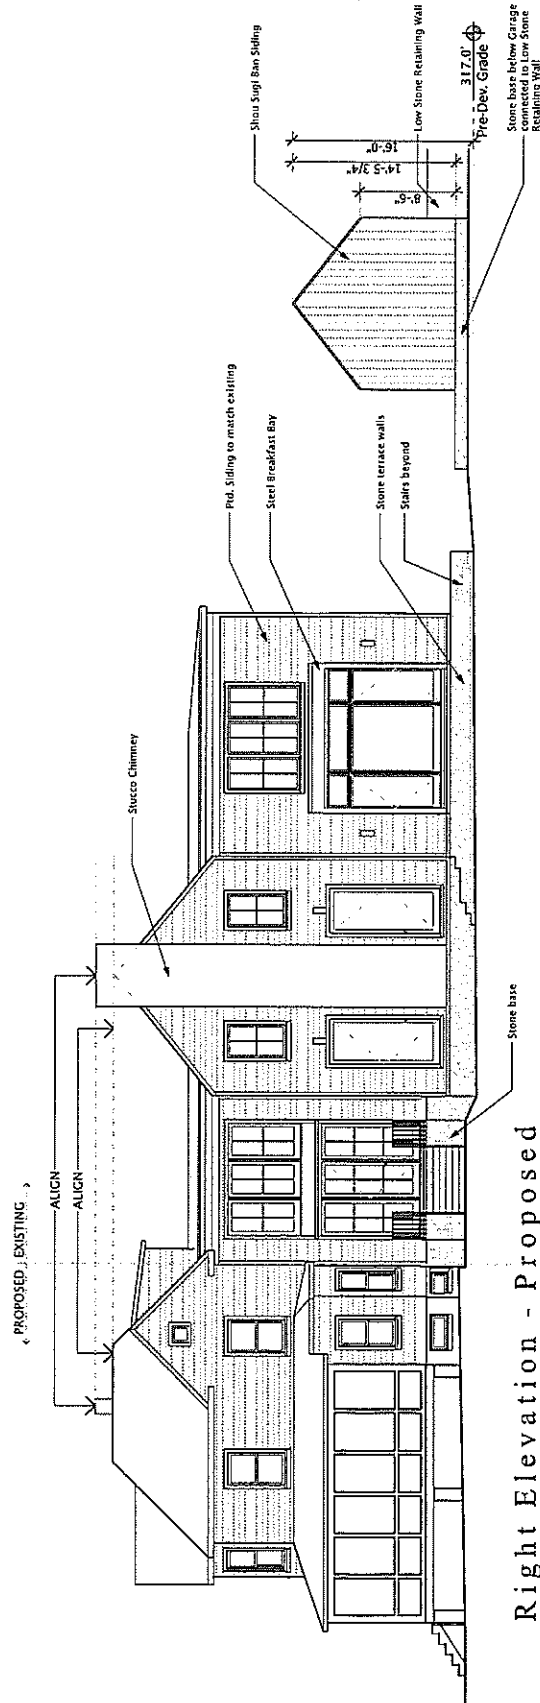 ← PROPOSED EXISTING →
ALIGN
ALIGN
Stucco Chimney
Ptd. Siding to match existing
Steel Breakfast Bay
Shou Sugi Ban Siding
Stone terrace walls
Stairs beyond
Stone base
8'-6"
14'-5 3/4"
16'-0"
Low Stone Retaining Wall
317.0'
Pre-Dev. Grade
Stone base below Garage
connected to Low Stone
Retaining Wall
Right Elevation - Proposed